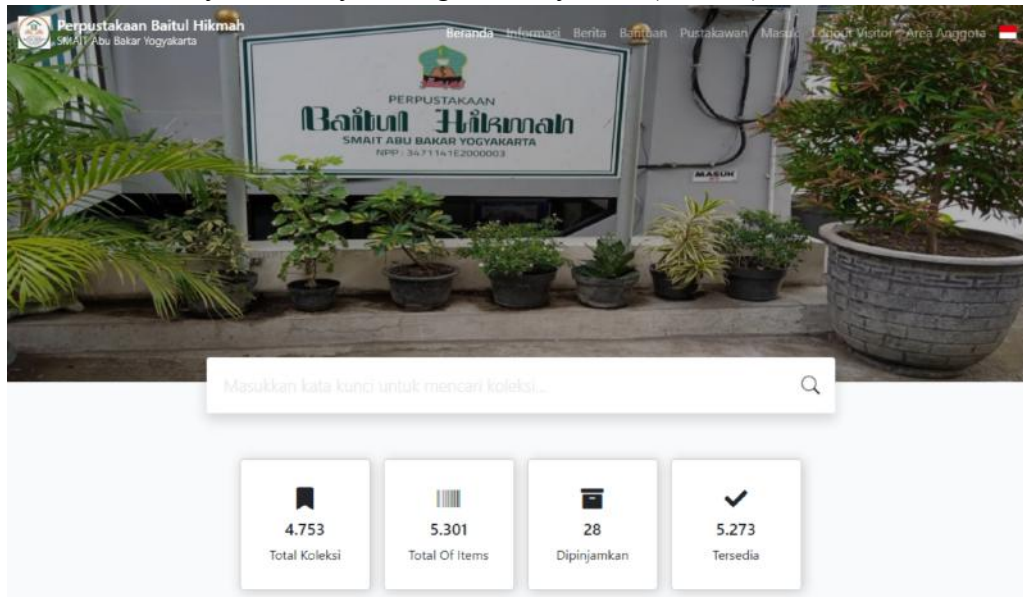 Perpustakaan Baitul Hikmah
SMAIT Abu Bakar Yogyakarta
Beranda Informasi Berita Bantuan Pustakawan Masuk Logout Visitor Area Anggota
PERPUSTAKAAN
Baitul Hikmah
SMAIT ABU BAKAR YOGYAKARTA
NPP : 3471141E2000003
MASUK
Masukkan kata kunci untuk mencari koleksi...
4.753
Total Koleksi
5.301
Total Of Items
28
Dipinjamkan
5.273
Tersedia